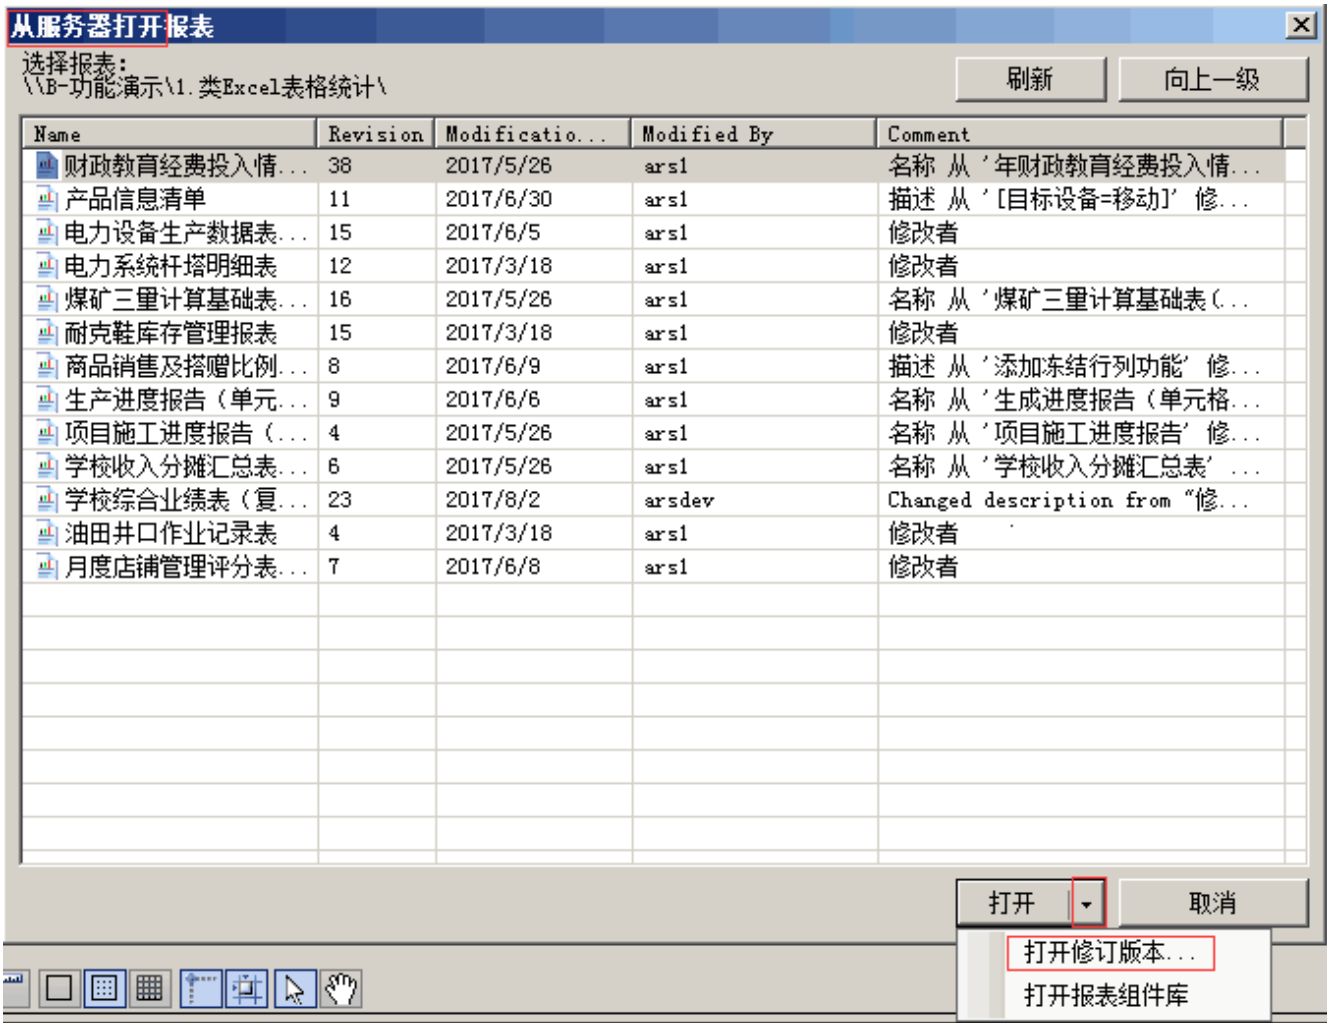 从服务器打开报表
选择报表:
\\B-功能演示\1.类Excel表格统计\
刷新 向上一级
Name Revision Modificatio... Modified By Comment
财政教育经费投入情... 38 2017/5/26 ars1 名称 从 '年财政教育经费投入情...
产品信息清单 11 2017/6/30 ars1 描述 从 '[目标设备=移动]' 修...
电力设备生产数据表... 15 2017/6/5 ars1 修改者
电力系统杆塔明细表 12 2017/3/18 ars1 修改者
煤矿三量计算基础表... 16 2017/5/26 ars1 名称 从 '煤矿三量计算基础表(...
耐克鞋库存管理报表 15 2017/3/18 ars1 修改者
商品销售及搭赠比例... 8 2017/6/9 ars1 描述 从 '添加冻结行列功能' 修...
生产进度报告（单元... 9 2017/6/6 ars1 名称 从 '生成进度报告（单元格...
项目施工进度报告（... 4 2017/5/26 ars1 名称 从 '项目施工进度报告' 修...
学校收入分摊汇总表... 6 2017/5/26 ars1 名称 从 '学校收入分摊汇总表' ...
学校综合业绩表（复... 23 2017/8/2 arsdev Changed description from "修...
油田井口作业记录表 4 2017/3/18 ars1 修改者
月度店铺管理评分表... 7 2017/6/8 ars1 修改者
打开 取消
打开修订版本...
打开报表组件库